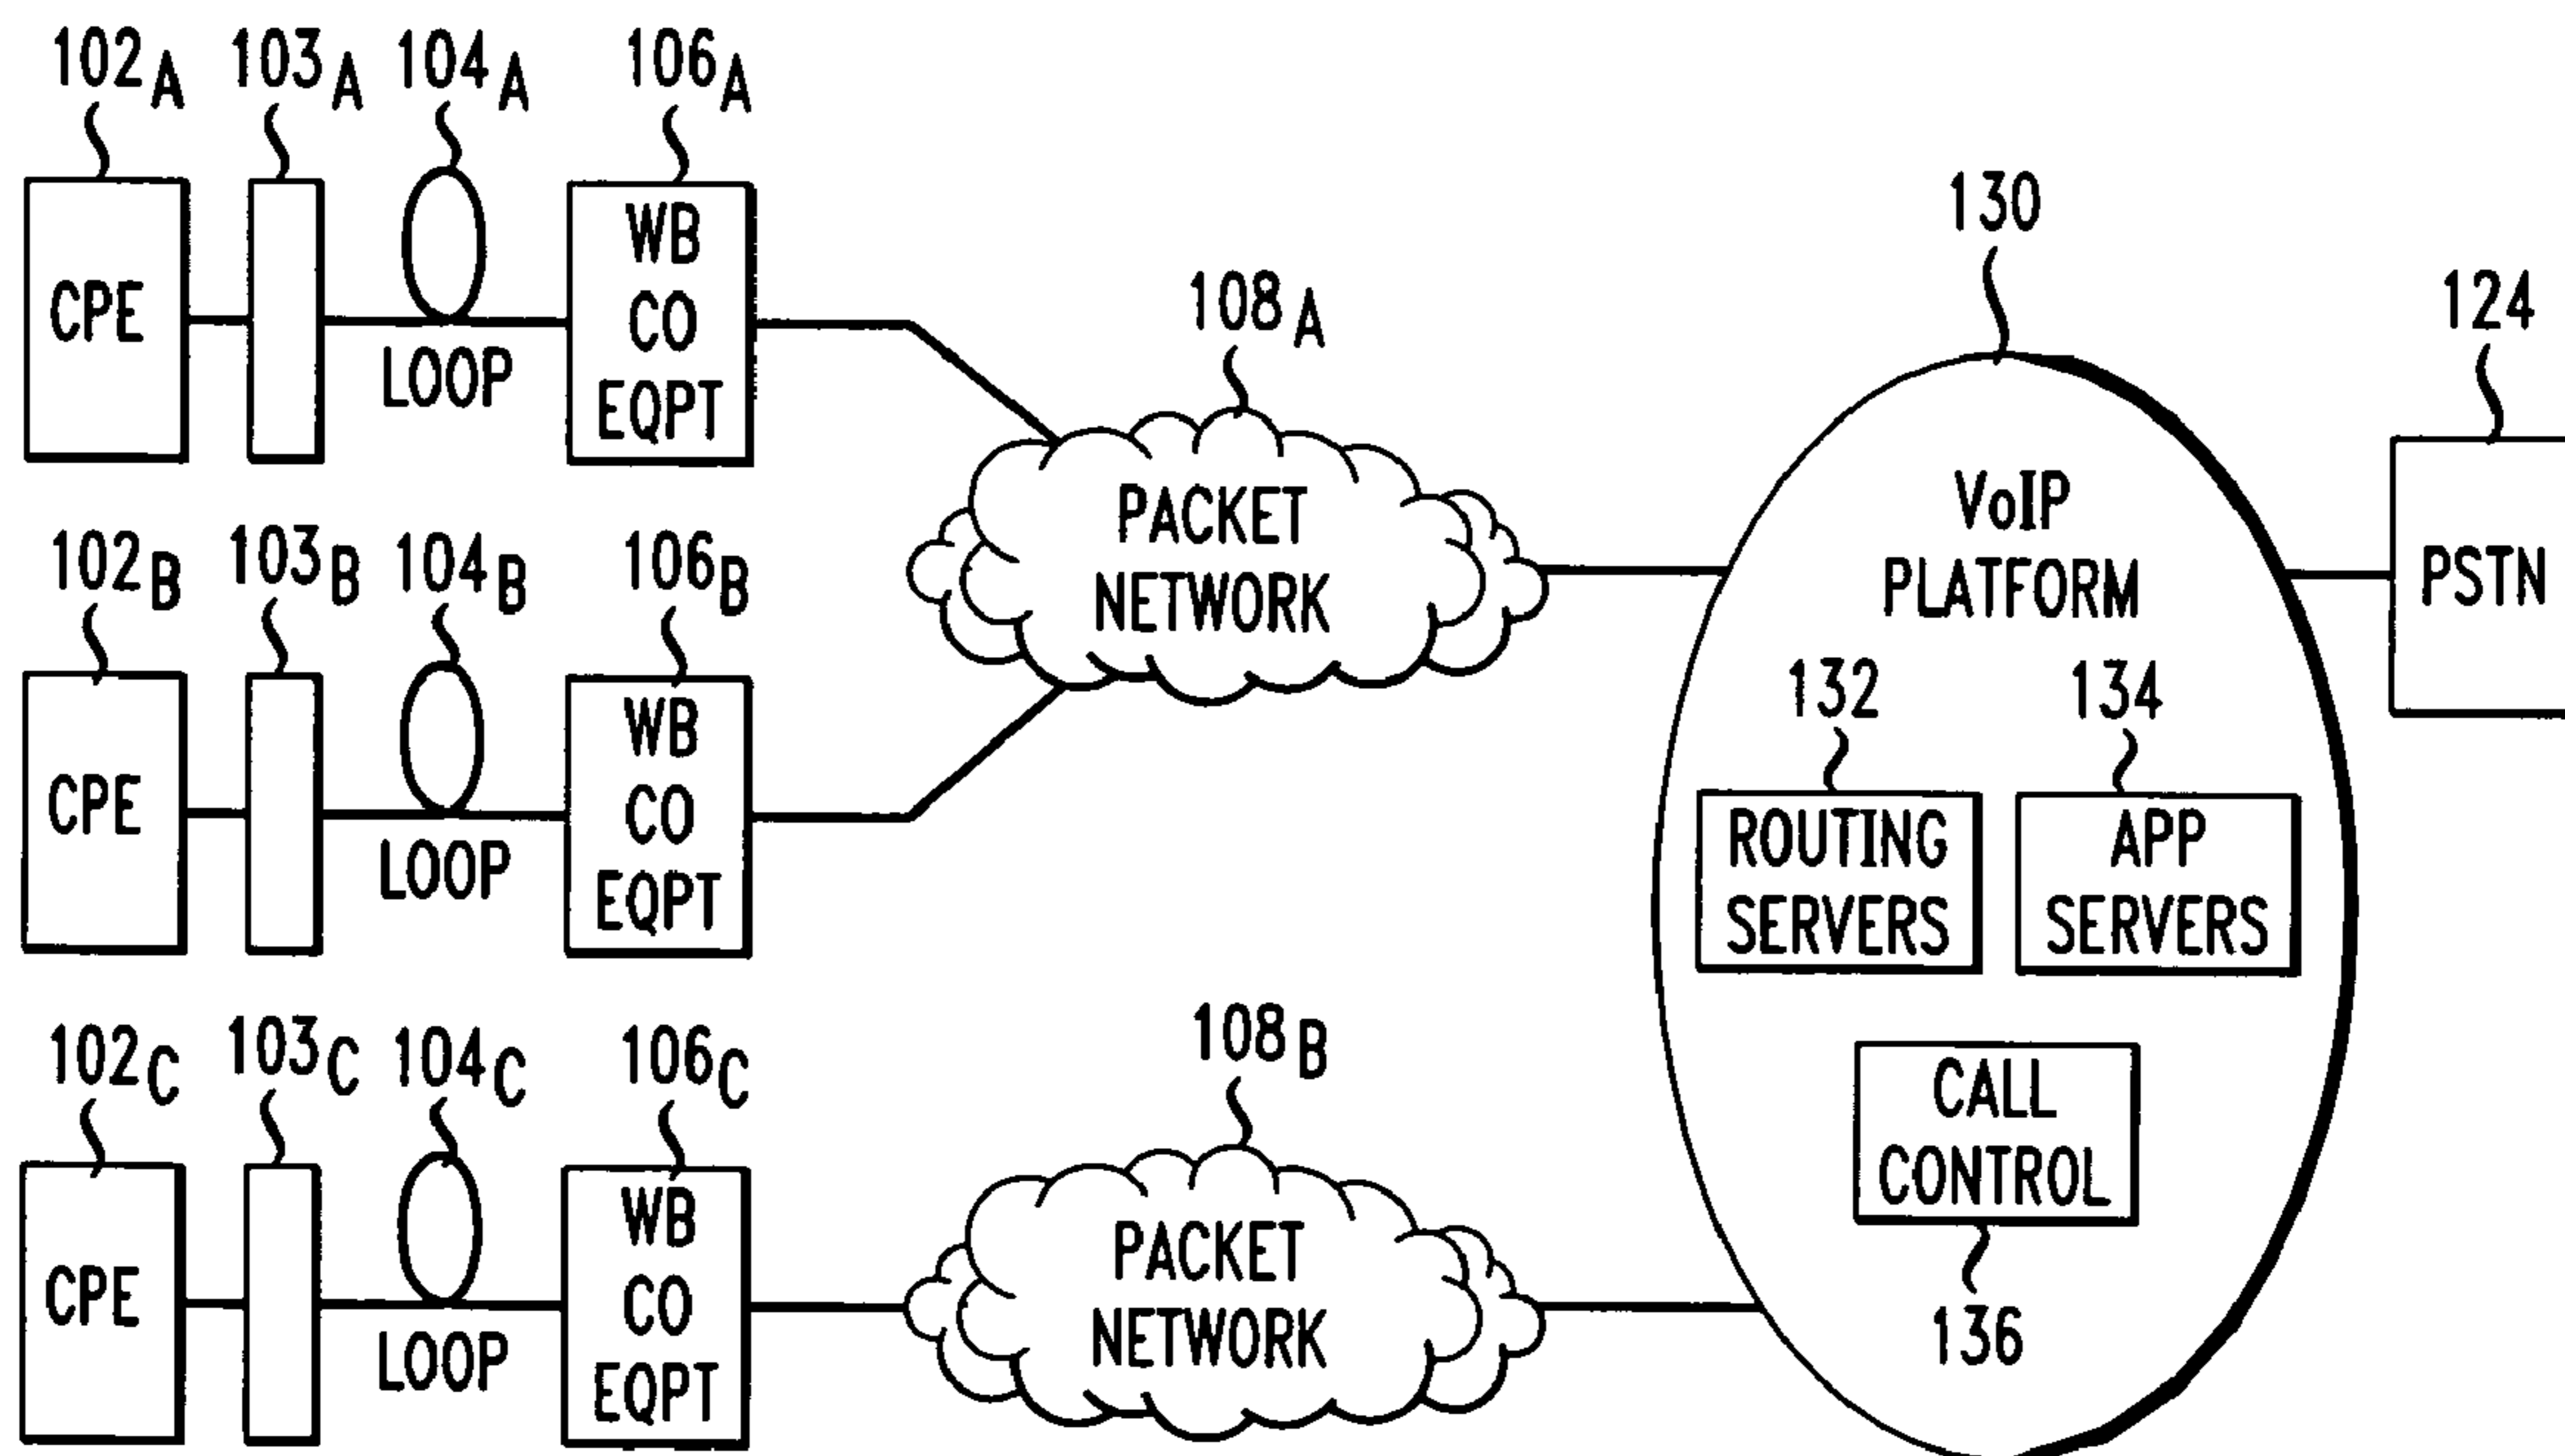 102A 103A 104A 106A
CPE
LOOP
WB
CO
EQPT
102B 103B 104B 106B
CPE
LOOP
WB
CO
EQPT
102C 103C 104C 106C
CPE
LOOP
WB
CO
EQPT
108A
PACKET
NETWORK
108B
PACKET
NETWORK
130
VoIP
PLATFORM
132
ROUTING
SERVERS
134
APP
SERVERS
CALL
CONTROL
136
124
PSTN